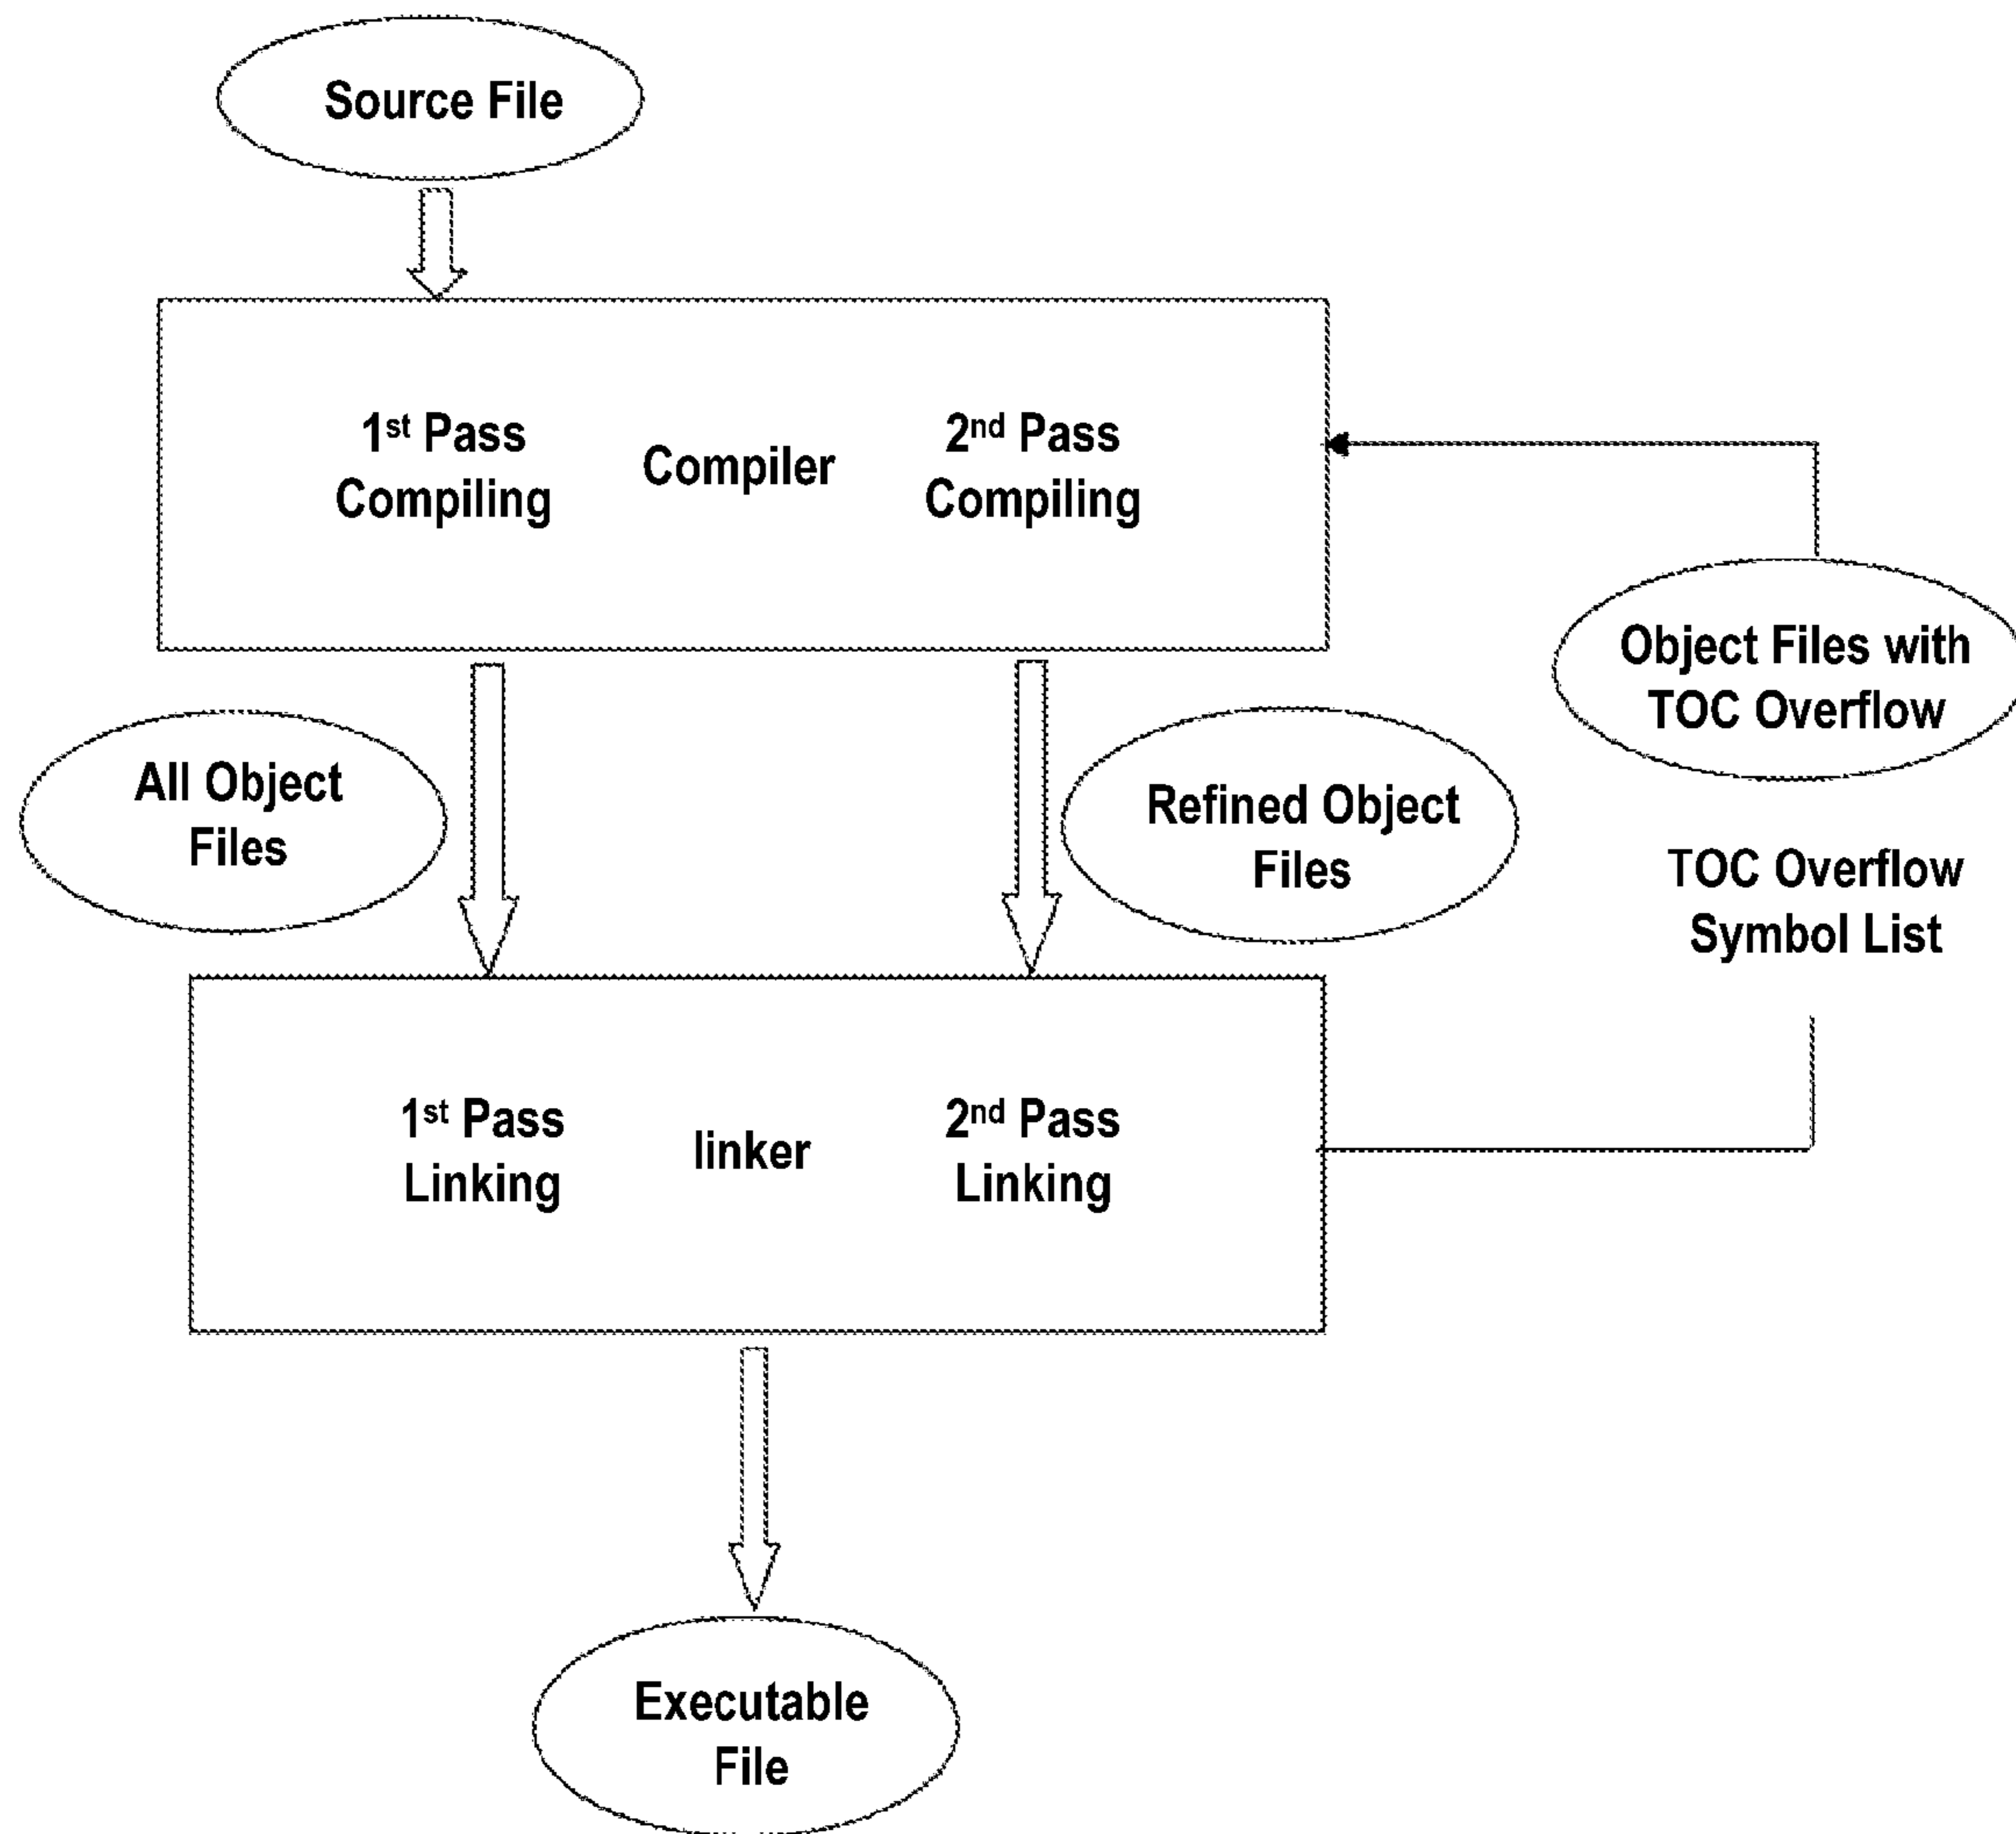 Source File
1st Pass
Compiling
Compiler
2nd Pass
Compiling
Object Files with
TOC Overflow
All Object
Files
Refined Object
Files
TOC Overflow
Symbol List
1st Pass
Linking
linker
2nd Pass
Linking
Executable
File